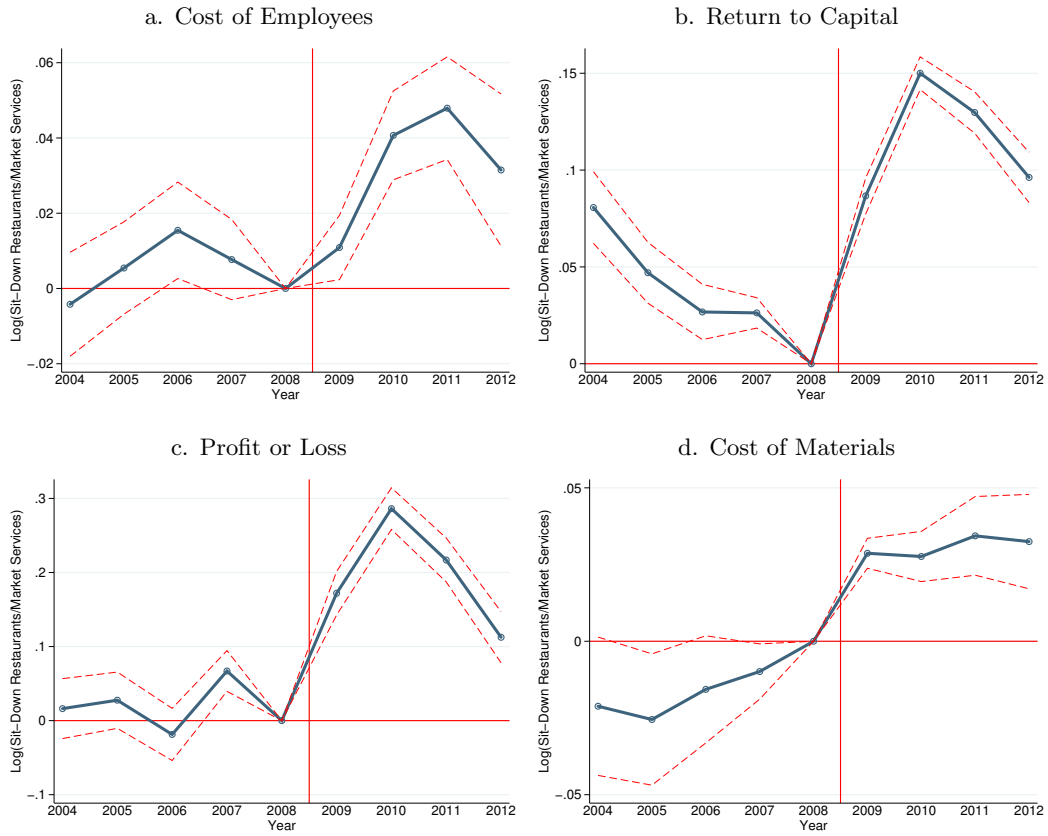 a. Cost of Employees
Log(Sit−Down Restaurants/Market Services)
.06
.04
.02
0
−.02
2004 2005 2006 2007 2008 2009 2010 2011 2012
Year
b. Return to Capital
Log(Sit−Down Restaurants/Market Services)
.15
.1
.05
0
2004 2005 2006 2007 2008 2009 2010 2011 2012
Year
c. Profit or Loss
Log(Sit−Down Restaurants/Market Services)
.3
.2
.1
0
−.1
2004 2005 2006 2007 2008 2009 2010 2011 2012
Year
d. Cost of Materials
Log(Sit−Down Restaurants/Market Services)
.05
0
−.05
2004 2005 2006 2007 2008 2009 2010 2011 2012
Year